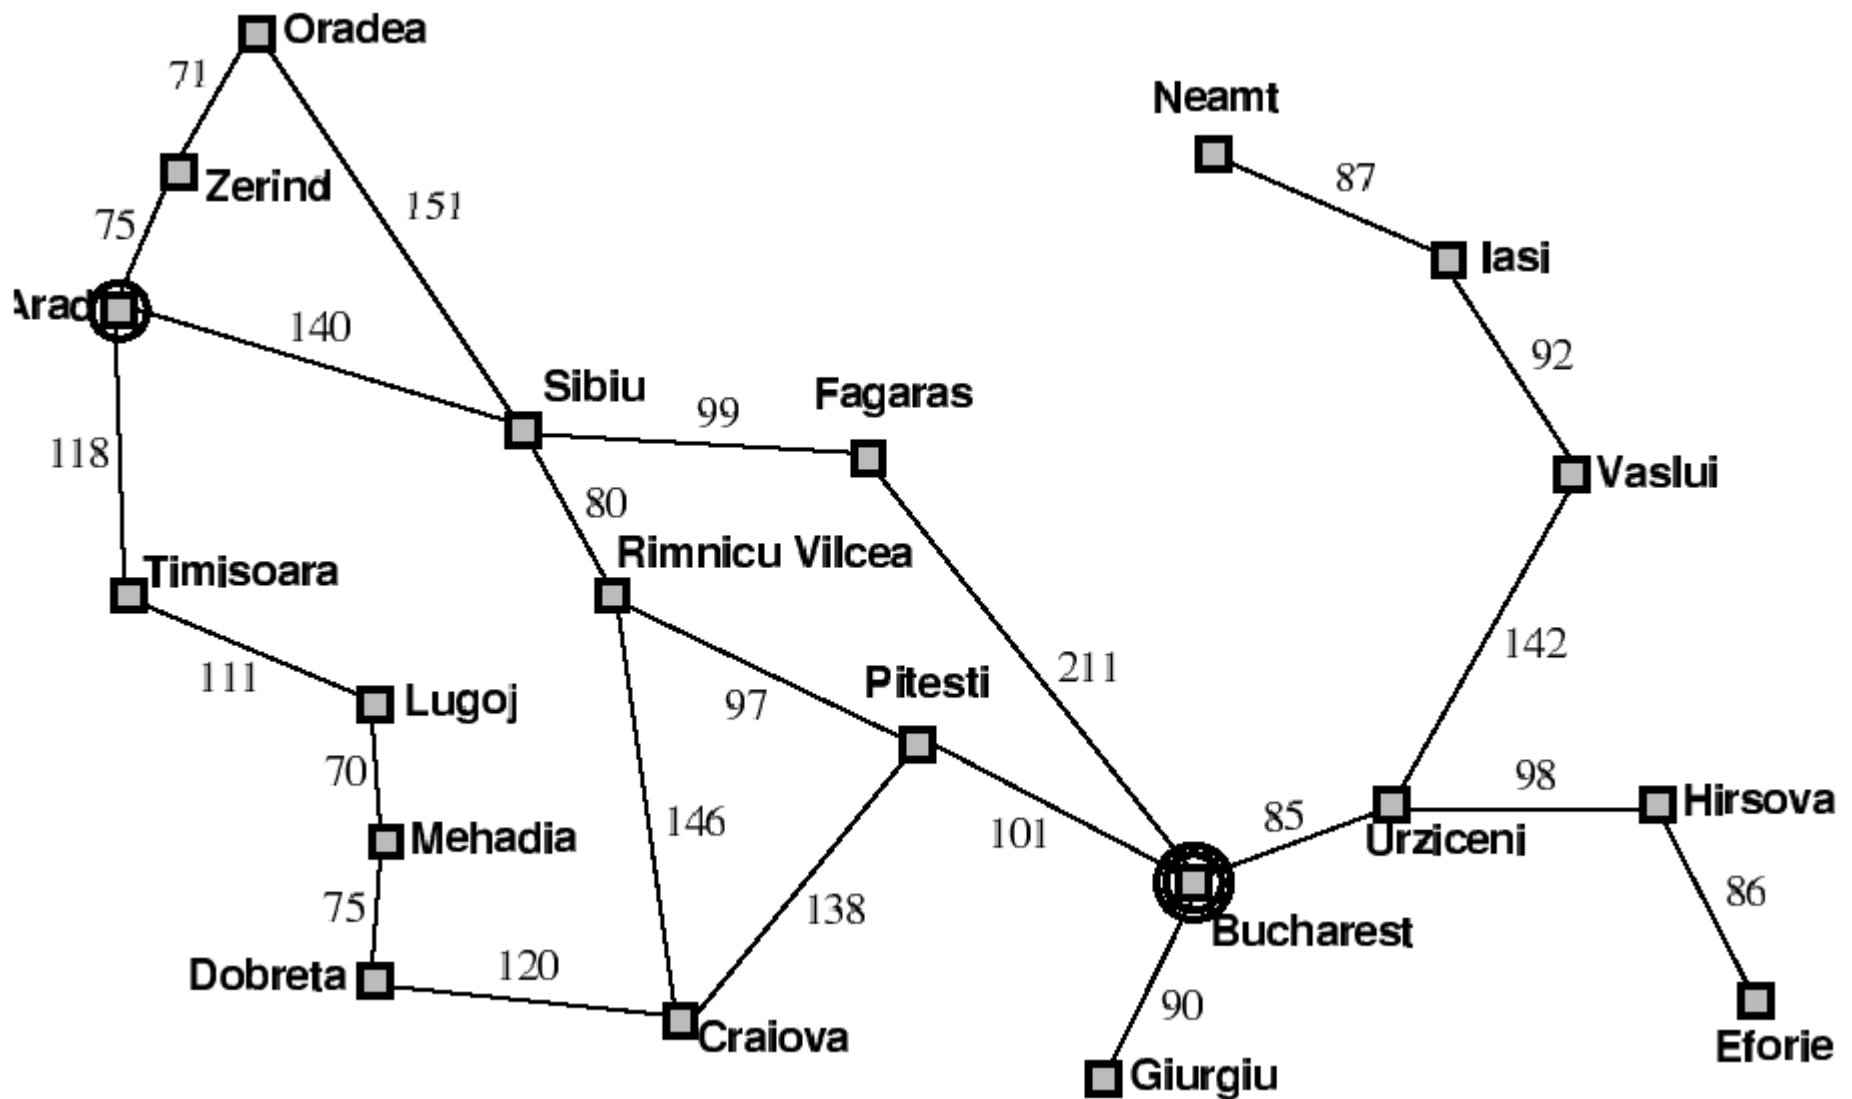 Oradea
71
Neamt
87
Zerind
151
75
Iasi
Arad
140
92
Sibiu
Fagaras
99
118
Vaslui
80
Rimnicu Vilcea
Timisoara
142
211
111
Pitesti
97
Lugoj
70
98
Hirsova
146
101
85
Urziceni
Mehadia
75
138
86
Bucharest
Dobreta
120
90
Craiova
Eforie
Giurgiu